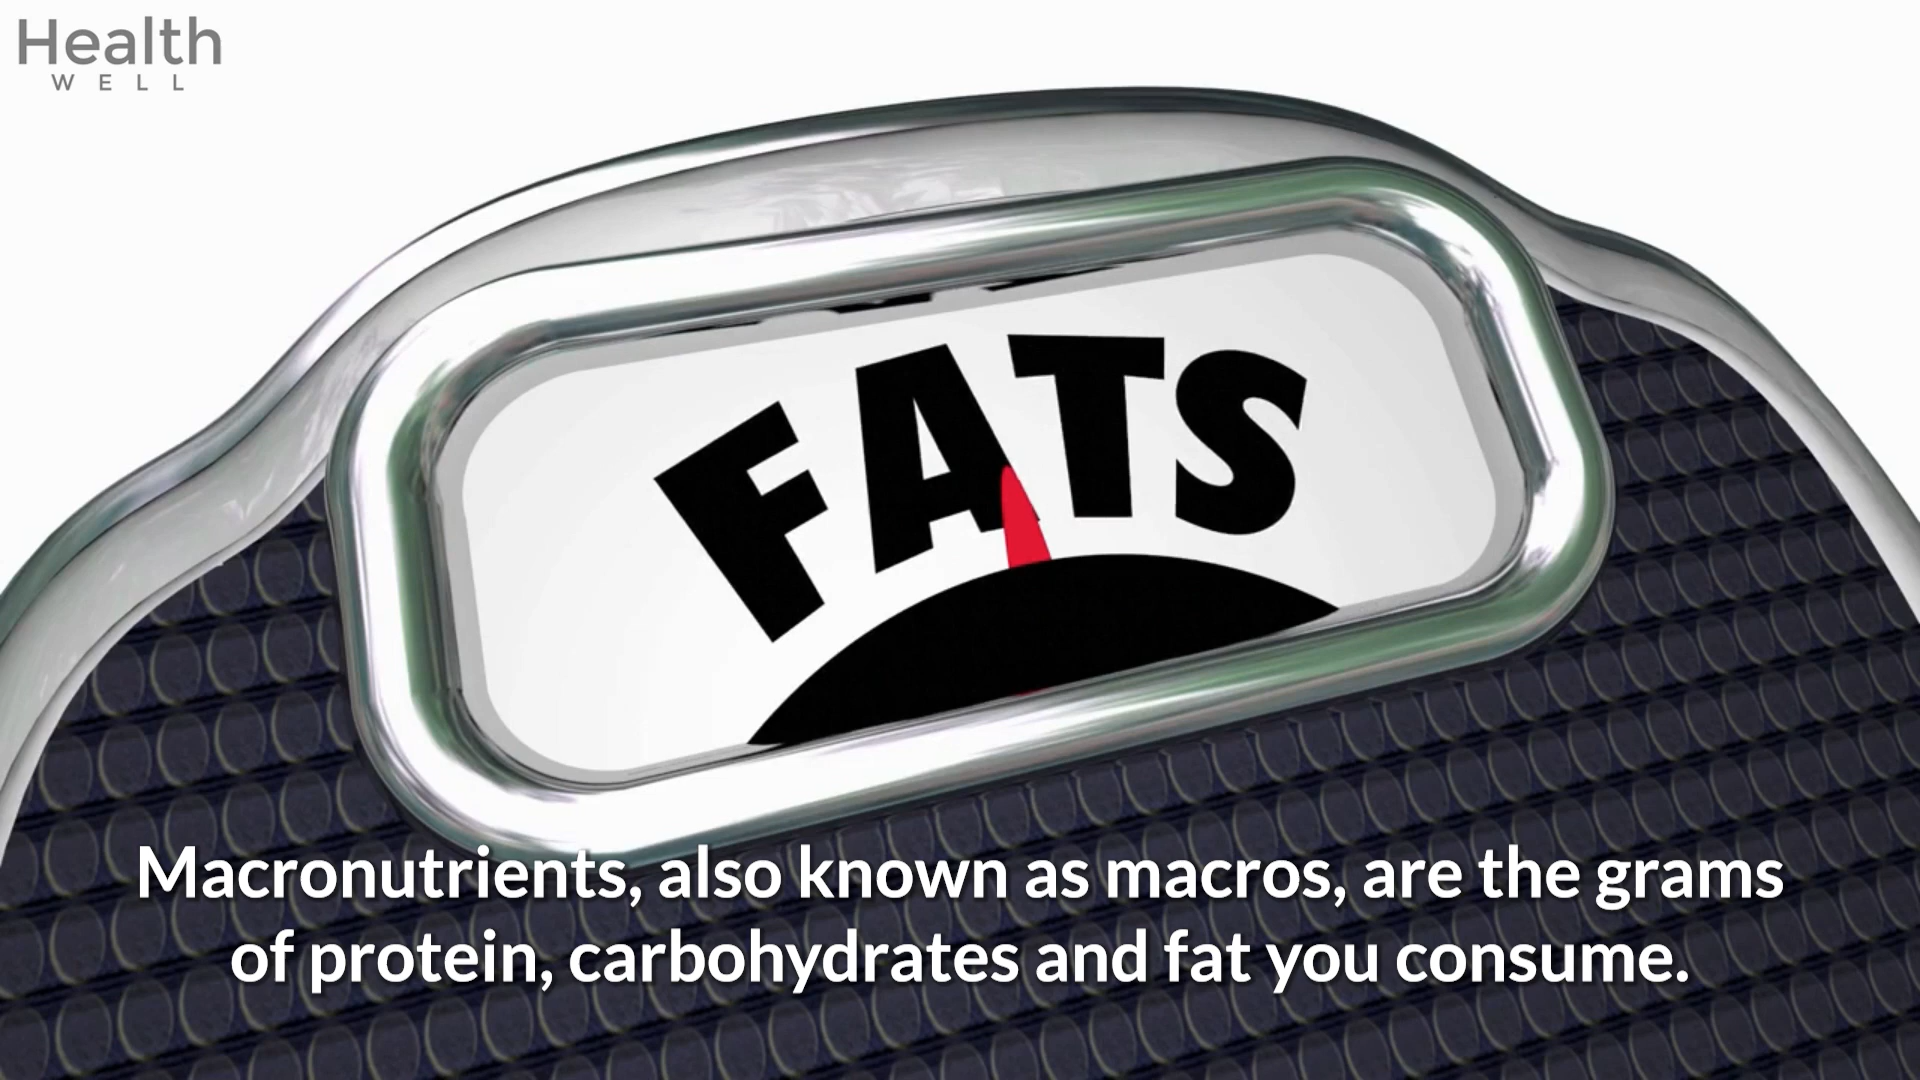 Health
WELL
FATS
Macronutrients, also known as macros, are the grams
of protein, carbohydrates and fat you consume.